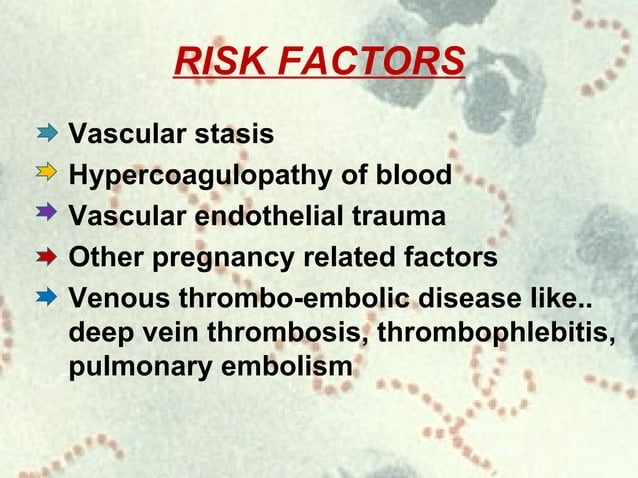 RISK FACTORS
Vascular stasis
Hypercoagulopathy of blood
Vascular endothelial trauma
Other pregnancy related factors
Venous thrombo-embolic disease like..
deep vein thrombosis, thrombophlebitis,
pulmonary embolism